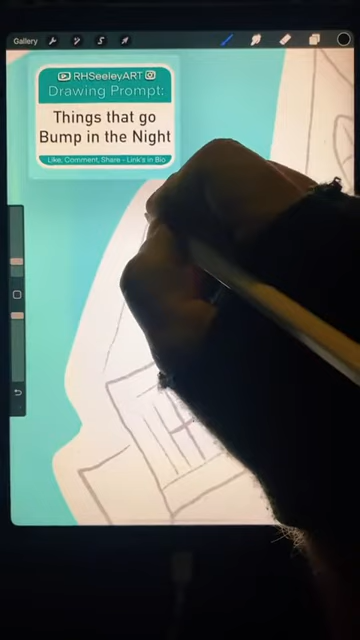 Gallery
RHSeeleyART
Drawing Prompt:
Things that go
Bump in the Night
Like, Comment, Share - Link's in Bio